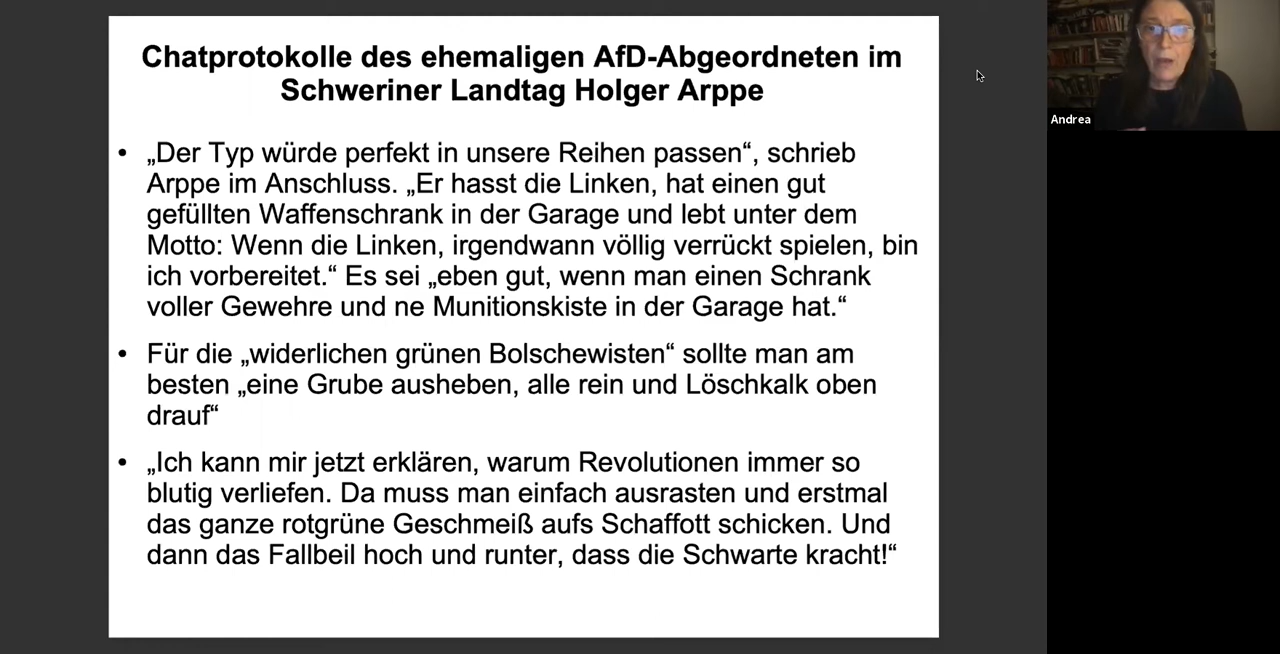 Chatprotokolle des ehemaligen AfD-Abgeordneten im
Schweriner Landtag Holger Arppe
• „Der Typ würde perfekt in unsere Reihen passen“, schrieb
Arppe im Anschluss. „Er hasst die Linken, hat einen gut
gefüllten Waffenschrank in der Garage und lebt unter dem
Motto: Wenn die Linken, irgendwann völlig verrückt spielen, bin
ich vorbereitet.“ Es sei „eben gut, wenn man einen Schrank
voller Gewehre und ne Munitionskiste in der Garage hat.“
• Für die „widerlichen grünen Bolschewisten“ sollte man am
besten „eine Grube ausheben, alle rein und Löschkalk oben
drauf“
• „Ich kann mir jetzt erklären, warum Revolutionen immer so
blutig verliefen. Da muss man einfach ausrasten und erstmal
das ganze rotgrüne Geschmeiß aufs Schaffott schicken. Und
dann das Fallbeil hoch und runter, dass die Schwarte kracht!“
Andrea